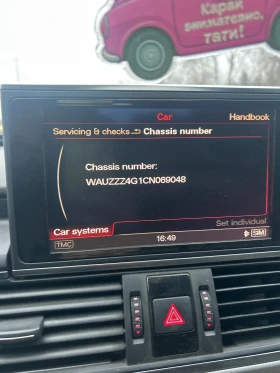 Карай
внимателно,
тати!
Car
Handbook
Servicing & checks Chassis number
Chassis number:
WAUZZZ4G1CN069048
Set individual
Car systems
TMC
16:49
SIM